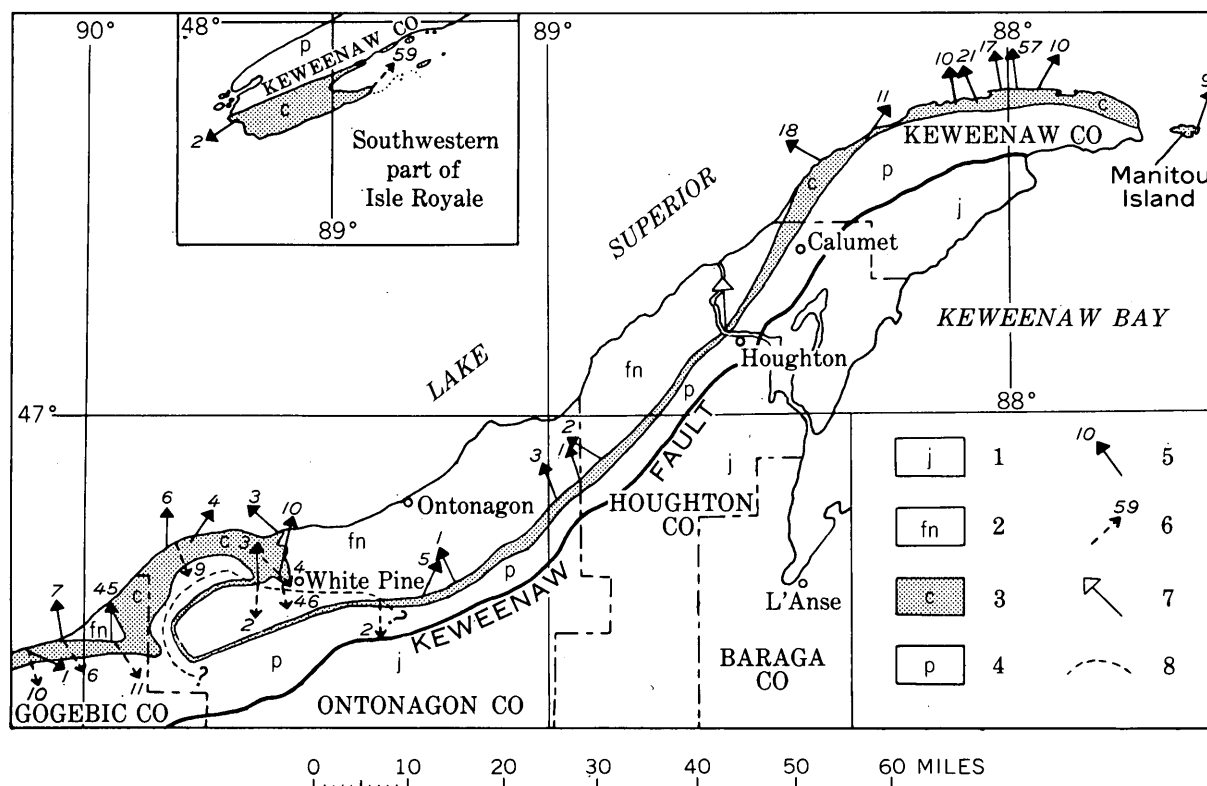 90°
48°
KEWEENAW CO
p
c
59
2
Southwestern
part of
Isle Royale
89°
89°
88°
10
21
17
57
10
11
18
9
c
KEWEENAW CO
Manitou
Island
c
p
j
SUPERIOR
Calumet
KEWEENAW BAY
LAKE
fn
Houghton
47°
88°
p
FAULT
j
2
1
3
HOUGHTON
CO
Ontonagon
fn
6
4
3
10
c
3
9
4
White Pine
46
2
1
5
p
KEWEENAW
2
?
7
45
c
fn
?
p
j
10
1
6
11
GOGEBIC CO
ONTONAGON CO
L'Anse
BARAGA
CO
j 1
fn 2
c 3
p 4
10 5
59 6
7
8
0 10 20 30 40 50 60 MILES